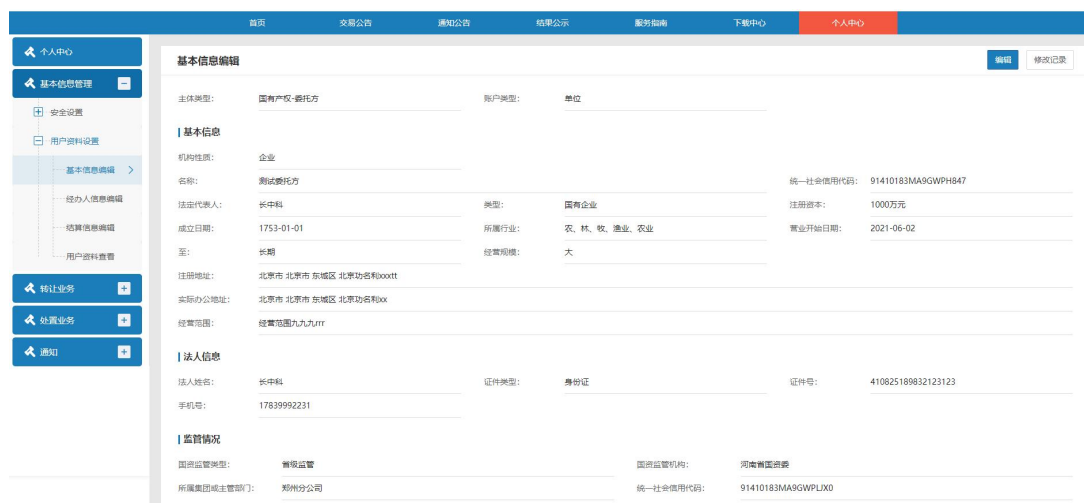 首页 交易公告 通知公告 结果公示 服务指南 下载中心 个人中心
个人中心
基本信息管理
安全设置
用户资料设置
基本信息编辑
经办人信息编辑
结算信息编辑
用户资料查看
转让业务
处置业务
通知
基本信息编辑 编辑 修改记录
主体类型: 国有产权-委托方 账户类型: 单位
基本信息
机构性质: 企业
名称: 测试委托方 统一社会信用代码: 91410183MA9GWPH847
法定代表人: 长中科 类型: 国有企业 注册资本: 1000万元
成立日期: 1753-01-01 所属行业: 农、林、牧、渔业、农业 营业开始日期: 2021-06-02
至: 长期 经营规模: 大
注册地址: 北京市 北京市 东城区 北京功名利xxxtt
实际办公地址: 北京市 北京市 东城区 北京功名利xx
经营范围: 经营范围九九九rrr
法人信息
法人姓名: 长中科 证件类型: 身份证 证件号: 410825189832123123
手机号: 17839992231
监管情况
国资监管类型: 省级监管 国资监管机构: 河南省国资委
所属集团或主管部门: 郑州分公司 统一社会信用代码: 91410183MA9GWPLJX0